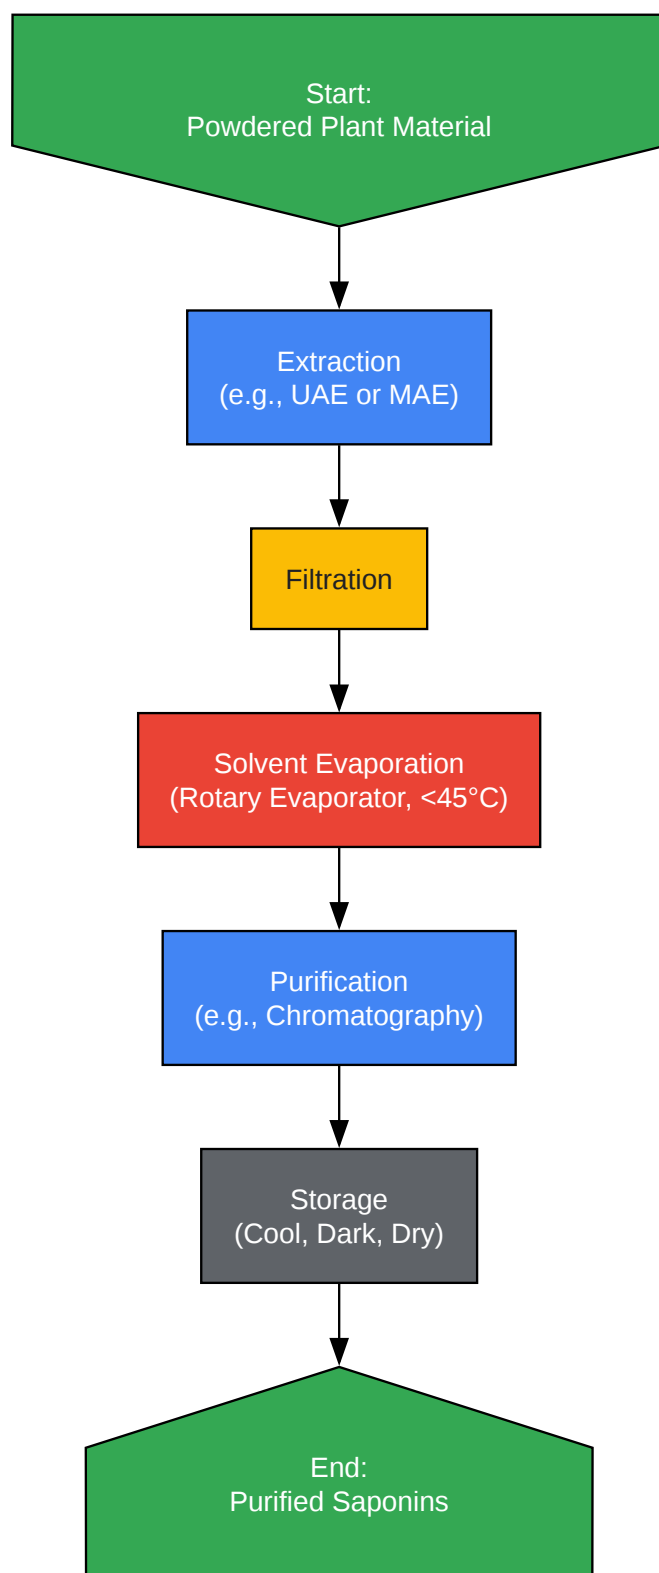 Start:
Powdered Plant Material
Extraction
(e.g., UAE or MAE)
Filtration
Solvent Evaporation
(Rotary Evaporator, <45°C)
Purification
(e.g., Chromatography)
Storage
(Cool, Dark, Dry)
End:
Purified Saponins